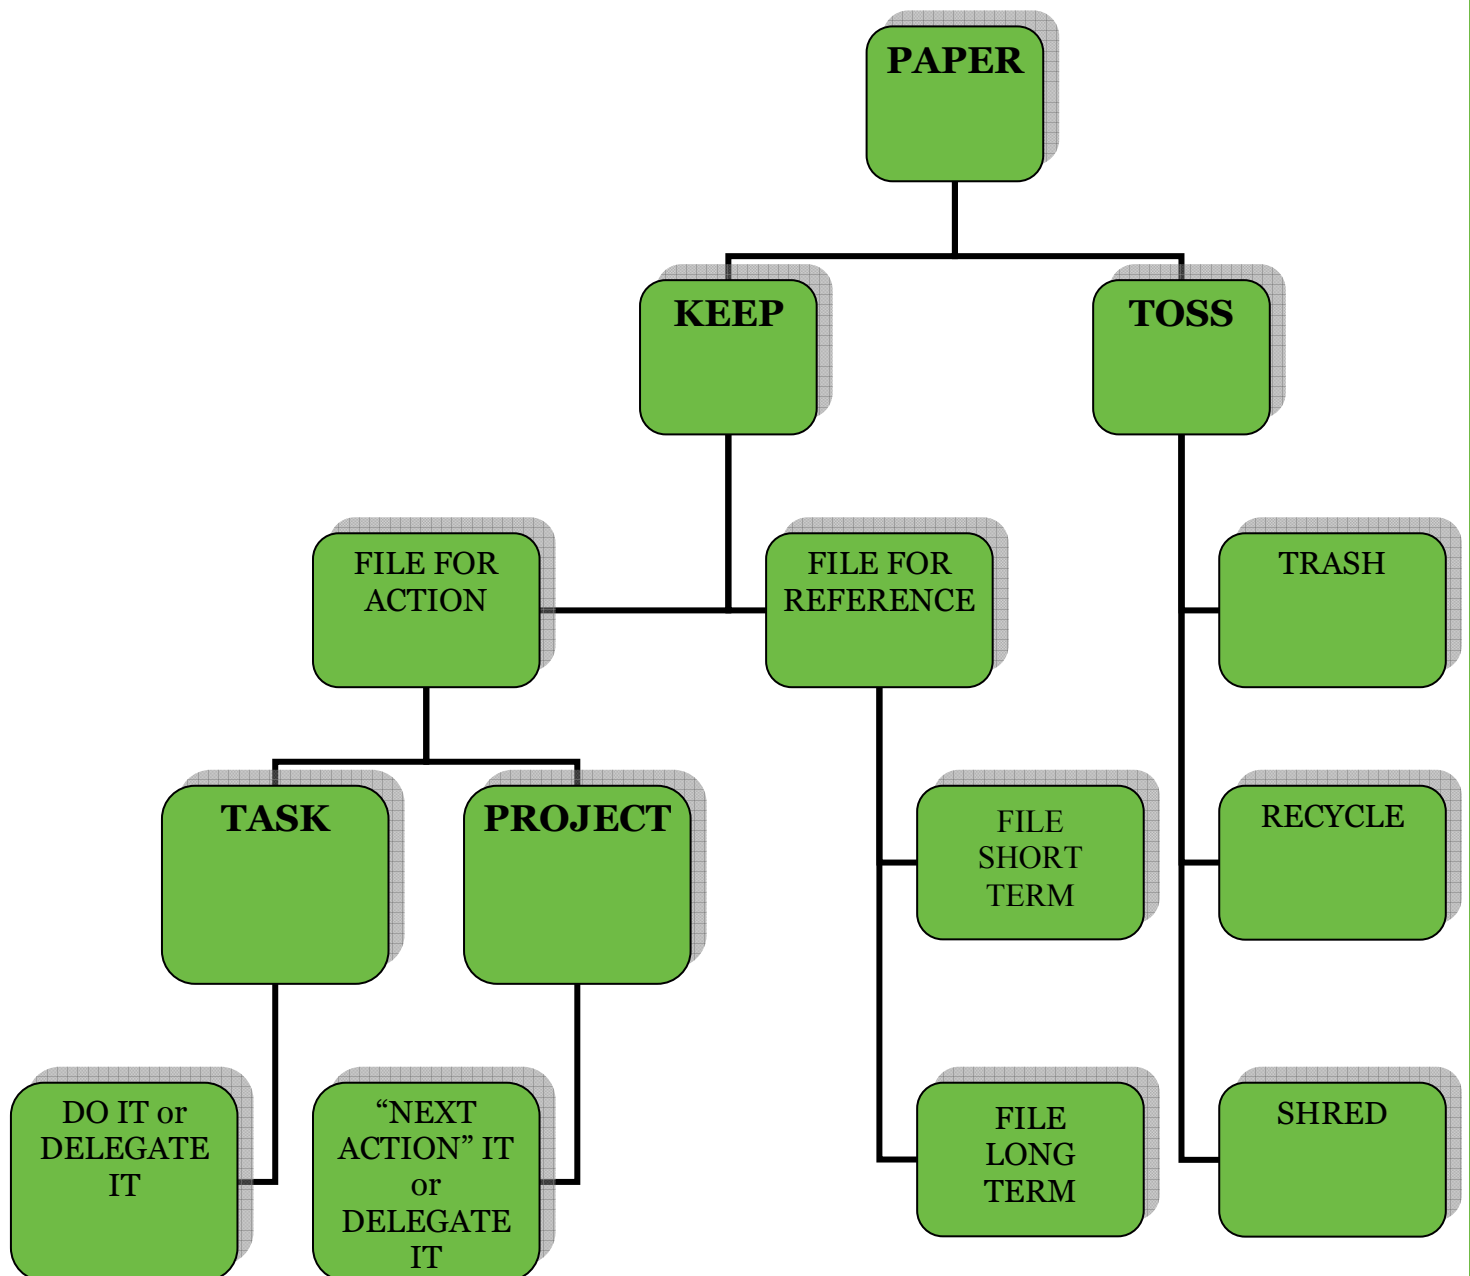 PAPER
KEEP
TOSS
FILE FOR
ACTION
FILE FOR
REFERENCE
TRASH
TASK
PROJECT
FILE
SHORT
TERM
RECYCLE
DO IT or
DELEGATE
IT
“NEXT
ACTION” IT
or
DELEGATE
IT
FILE
LONG
TERM
SHRED